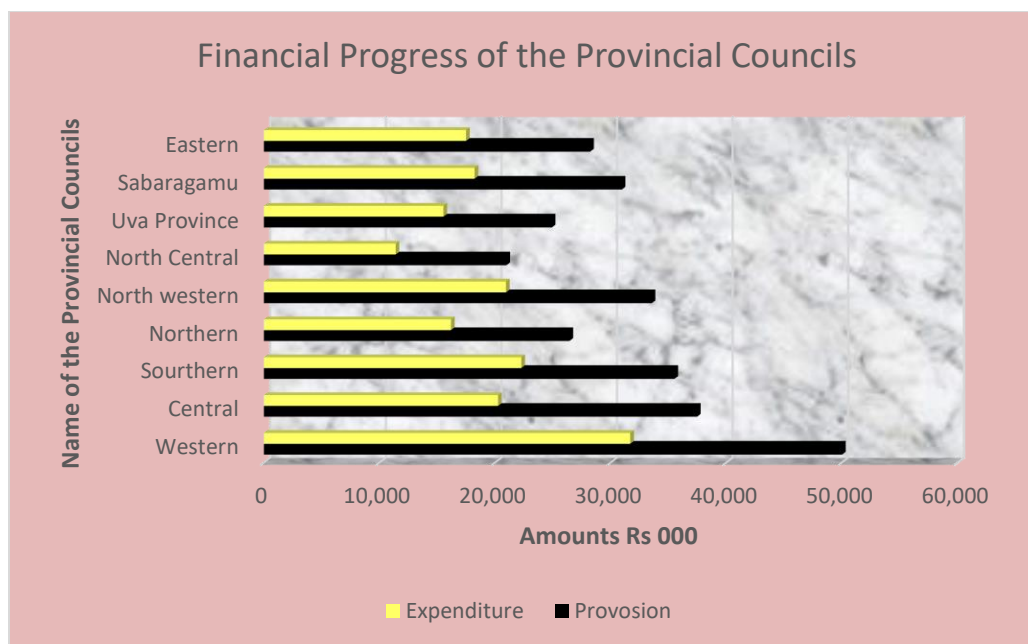 Financial Progress of the Provincial Councils
Name of the Provincial Councils
Eastern
Sabaragamu
Uva Province
North Central
North western
Northern
Sourthern
Central
Western
0 10,000 20,000 30,000 40,000 50,000 60,000
Amounts Rs 000
Expenditure Provosion